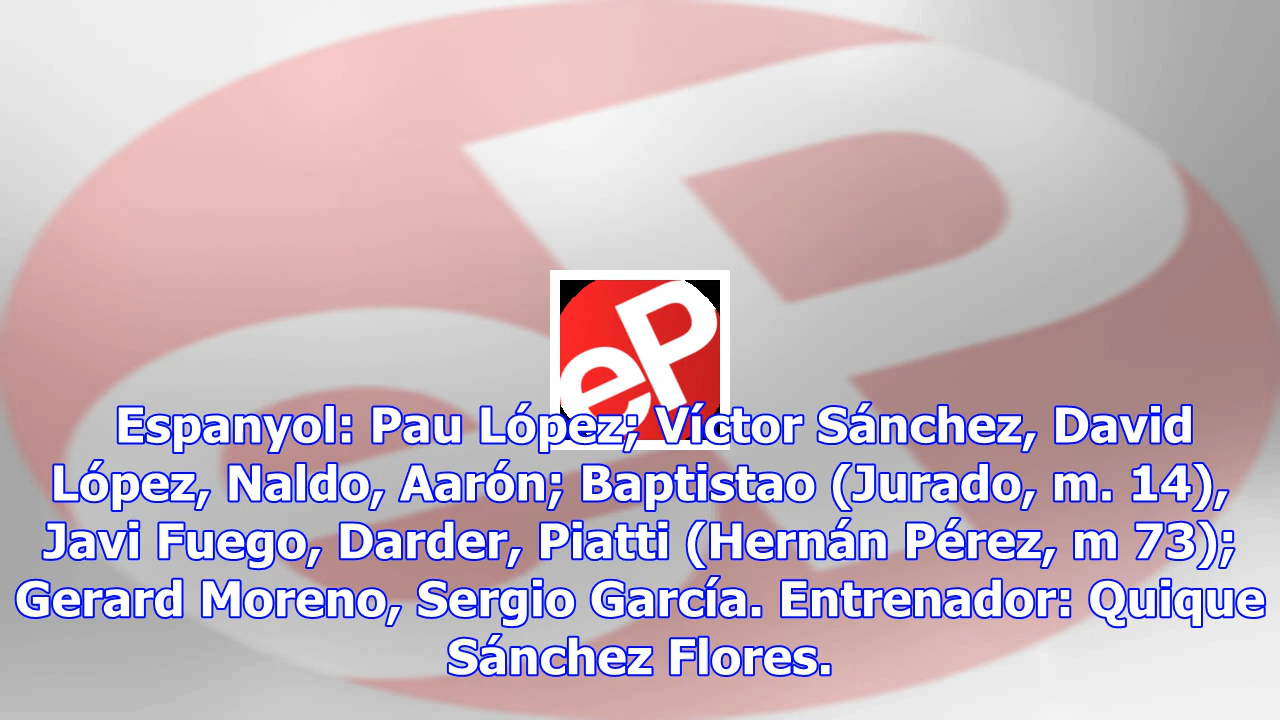 eP
Espanyol: Pau López; Víctor Sánchez, David
López, Naldo, Aarón; Baptistao (Jurado, m. 14),
Javi Fuego, Darder, Piatti (Hernán Pérez, m 73);
Gerard Moreno, Sergio García. Entrenador: Quique
Sánchez Flores.